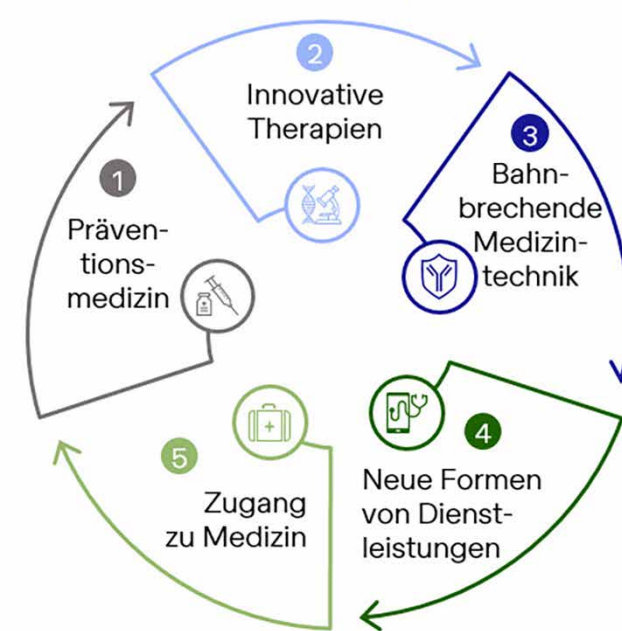 1
Präven-
tions-
medizin
2
Innovative
Therapien
3
Bahn-
brechende
Medizin-
technik
4
Neue Formen
von Dienst-
leistungen
5
Zugang
zu Medizin